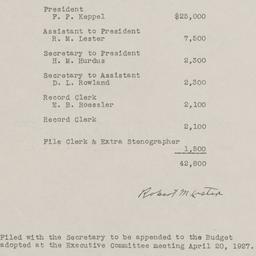 President
F. P. Keppel $25,000
Assistant to President
R. M. Lester 7,500
Secretary to President
H. M. Hurdus 2,300
Secretary to Assistant
D. L. Rowland 2,300
Record Clerk
E. B. Roessler 2,100
Record Clerk
2,100
File Clerk & Extra Stenographer
1,500
42,800
Robert M. Lester
Filed with the Secretary to be appended to the Budget
adopted at the Executive Committee meeting April 20, 1927.